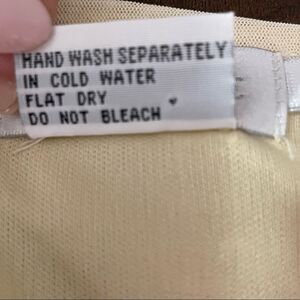 HAND WASH SEPARATELY
IN COLD WATER
FLAT DRY
DO NOT BLEACH